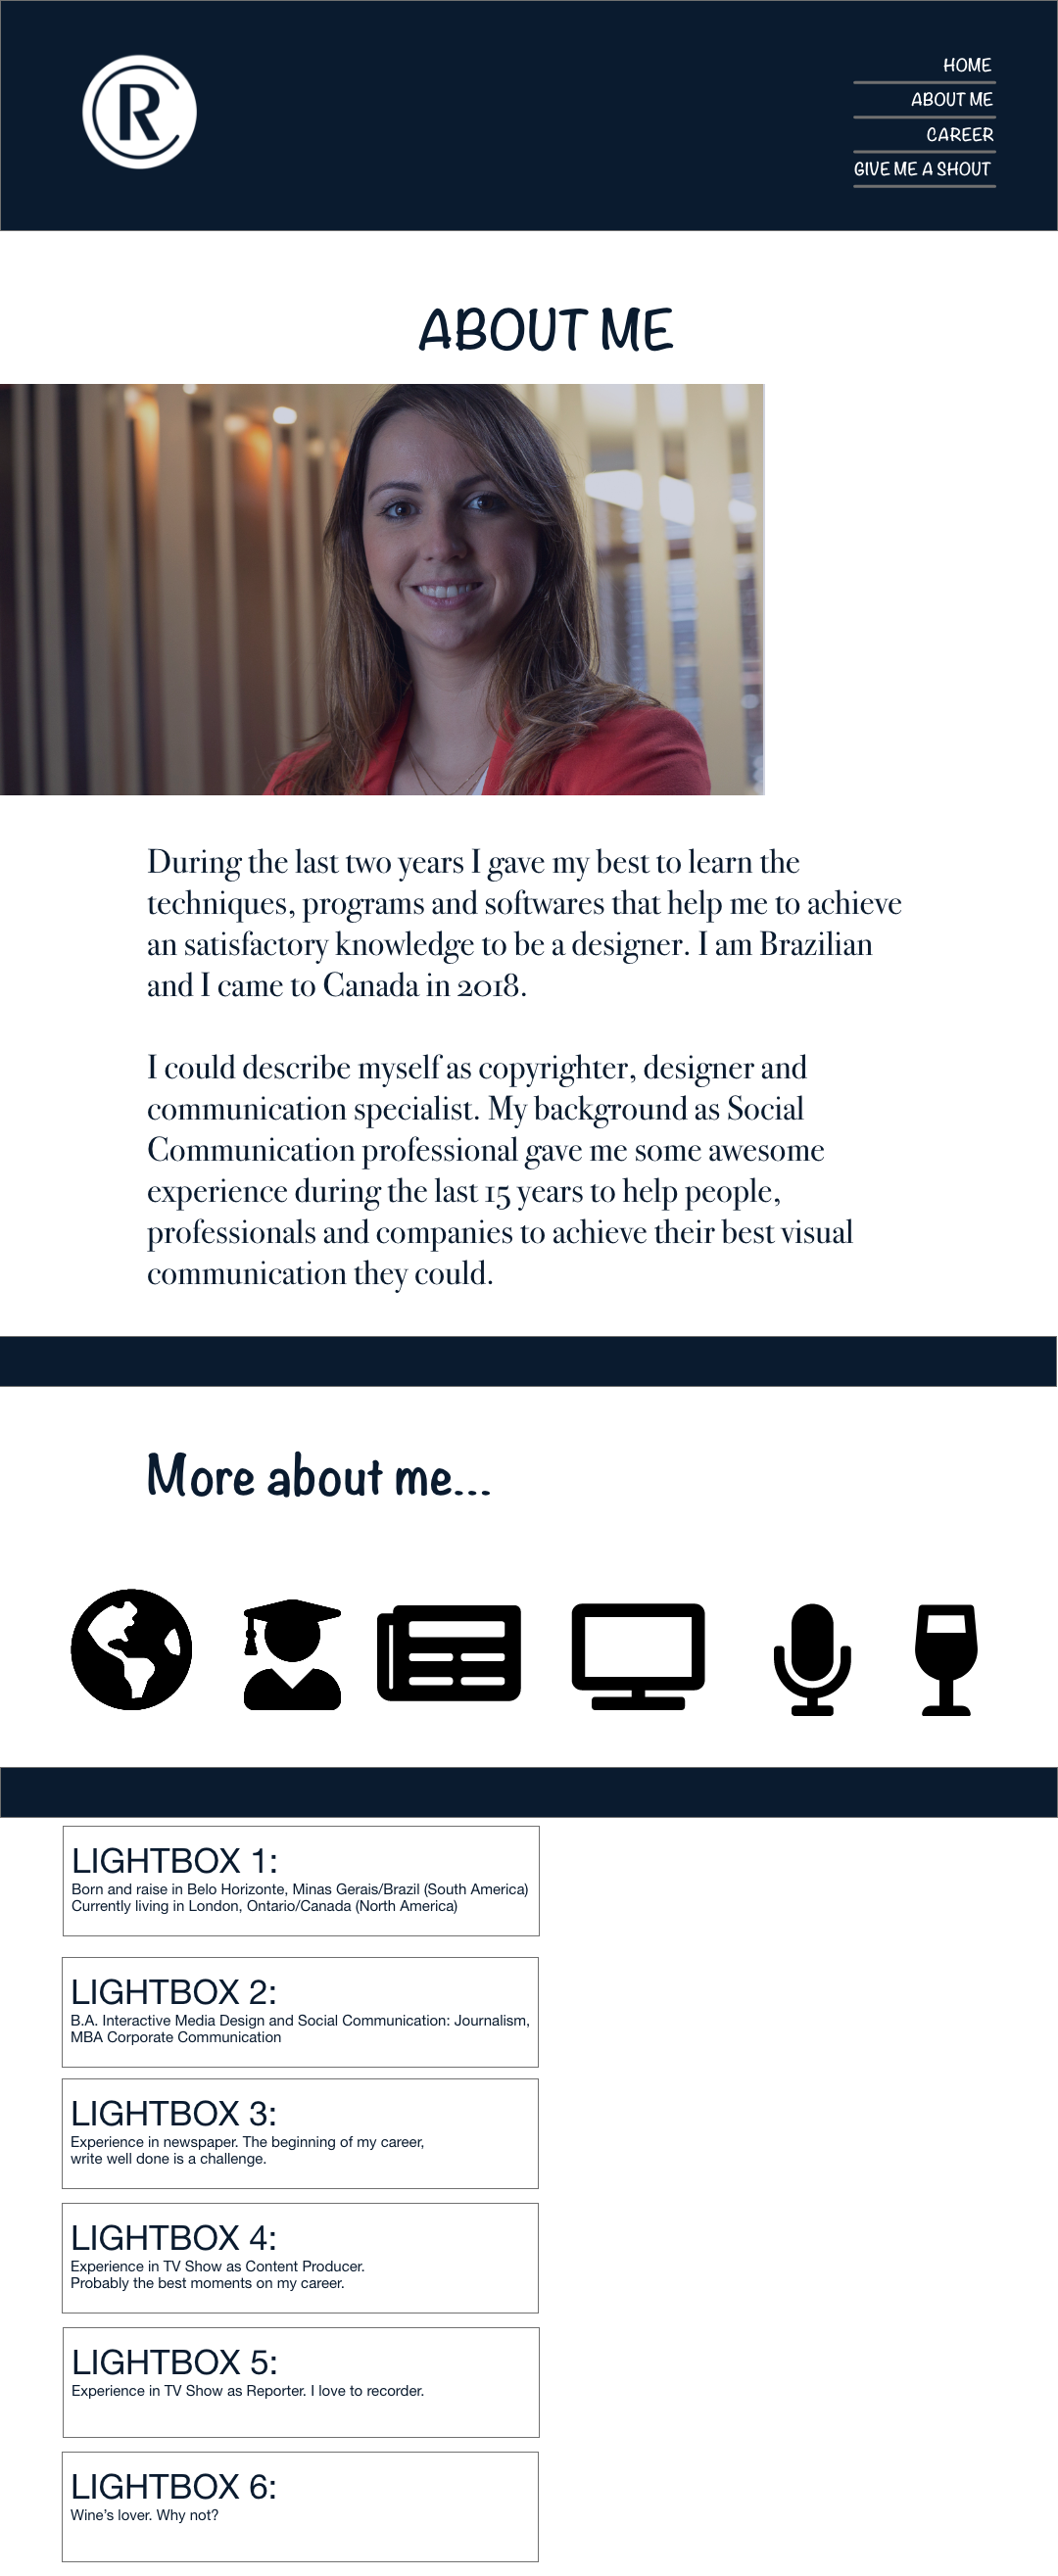 R
HOME
ABOUT ME
CAREER
GIVE ME A SHOUT
ABOUT ME
During the last two years I gave my best to learn the
techniques, programs and softwares that help me to achieve
an satisfactory knowledge to be a designer. I am Brazilian
and I came to Canada in 2018.
I could describe myself as copyrighter, designer and
communication specialist. My background as Social
Communication professional gave me some awesome
experience during the last 15 years to help people,
professionals and companies to achieve their best visual
communication they could.
More about me...
LIGHTBOX 1:
Born and raise in Belo Horizonte, Minas Gerais/Brazil (South America)
Currently living in London, Ontario/Canada (North America)
LIGHTBOX 2:
B.A. Interactive Media Design and Social Communication: Journalism,
MBA Corporate Communication
LIGHTBOX 3:
Experience in newspaper. The beginning of my career,
write well done is a challenge.
LIGHTBOX 4:
Experience in TV Show as Content Producer.
Probably the best moments on my career.
LIGHTBOX 5:
Experience in TV Show as Reporter. I love to recorder.
LIGHTBOX 6:
Wine's lover. Why not?